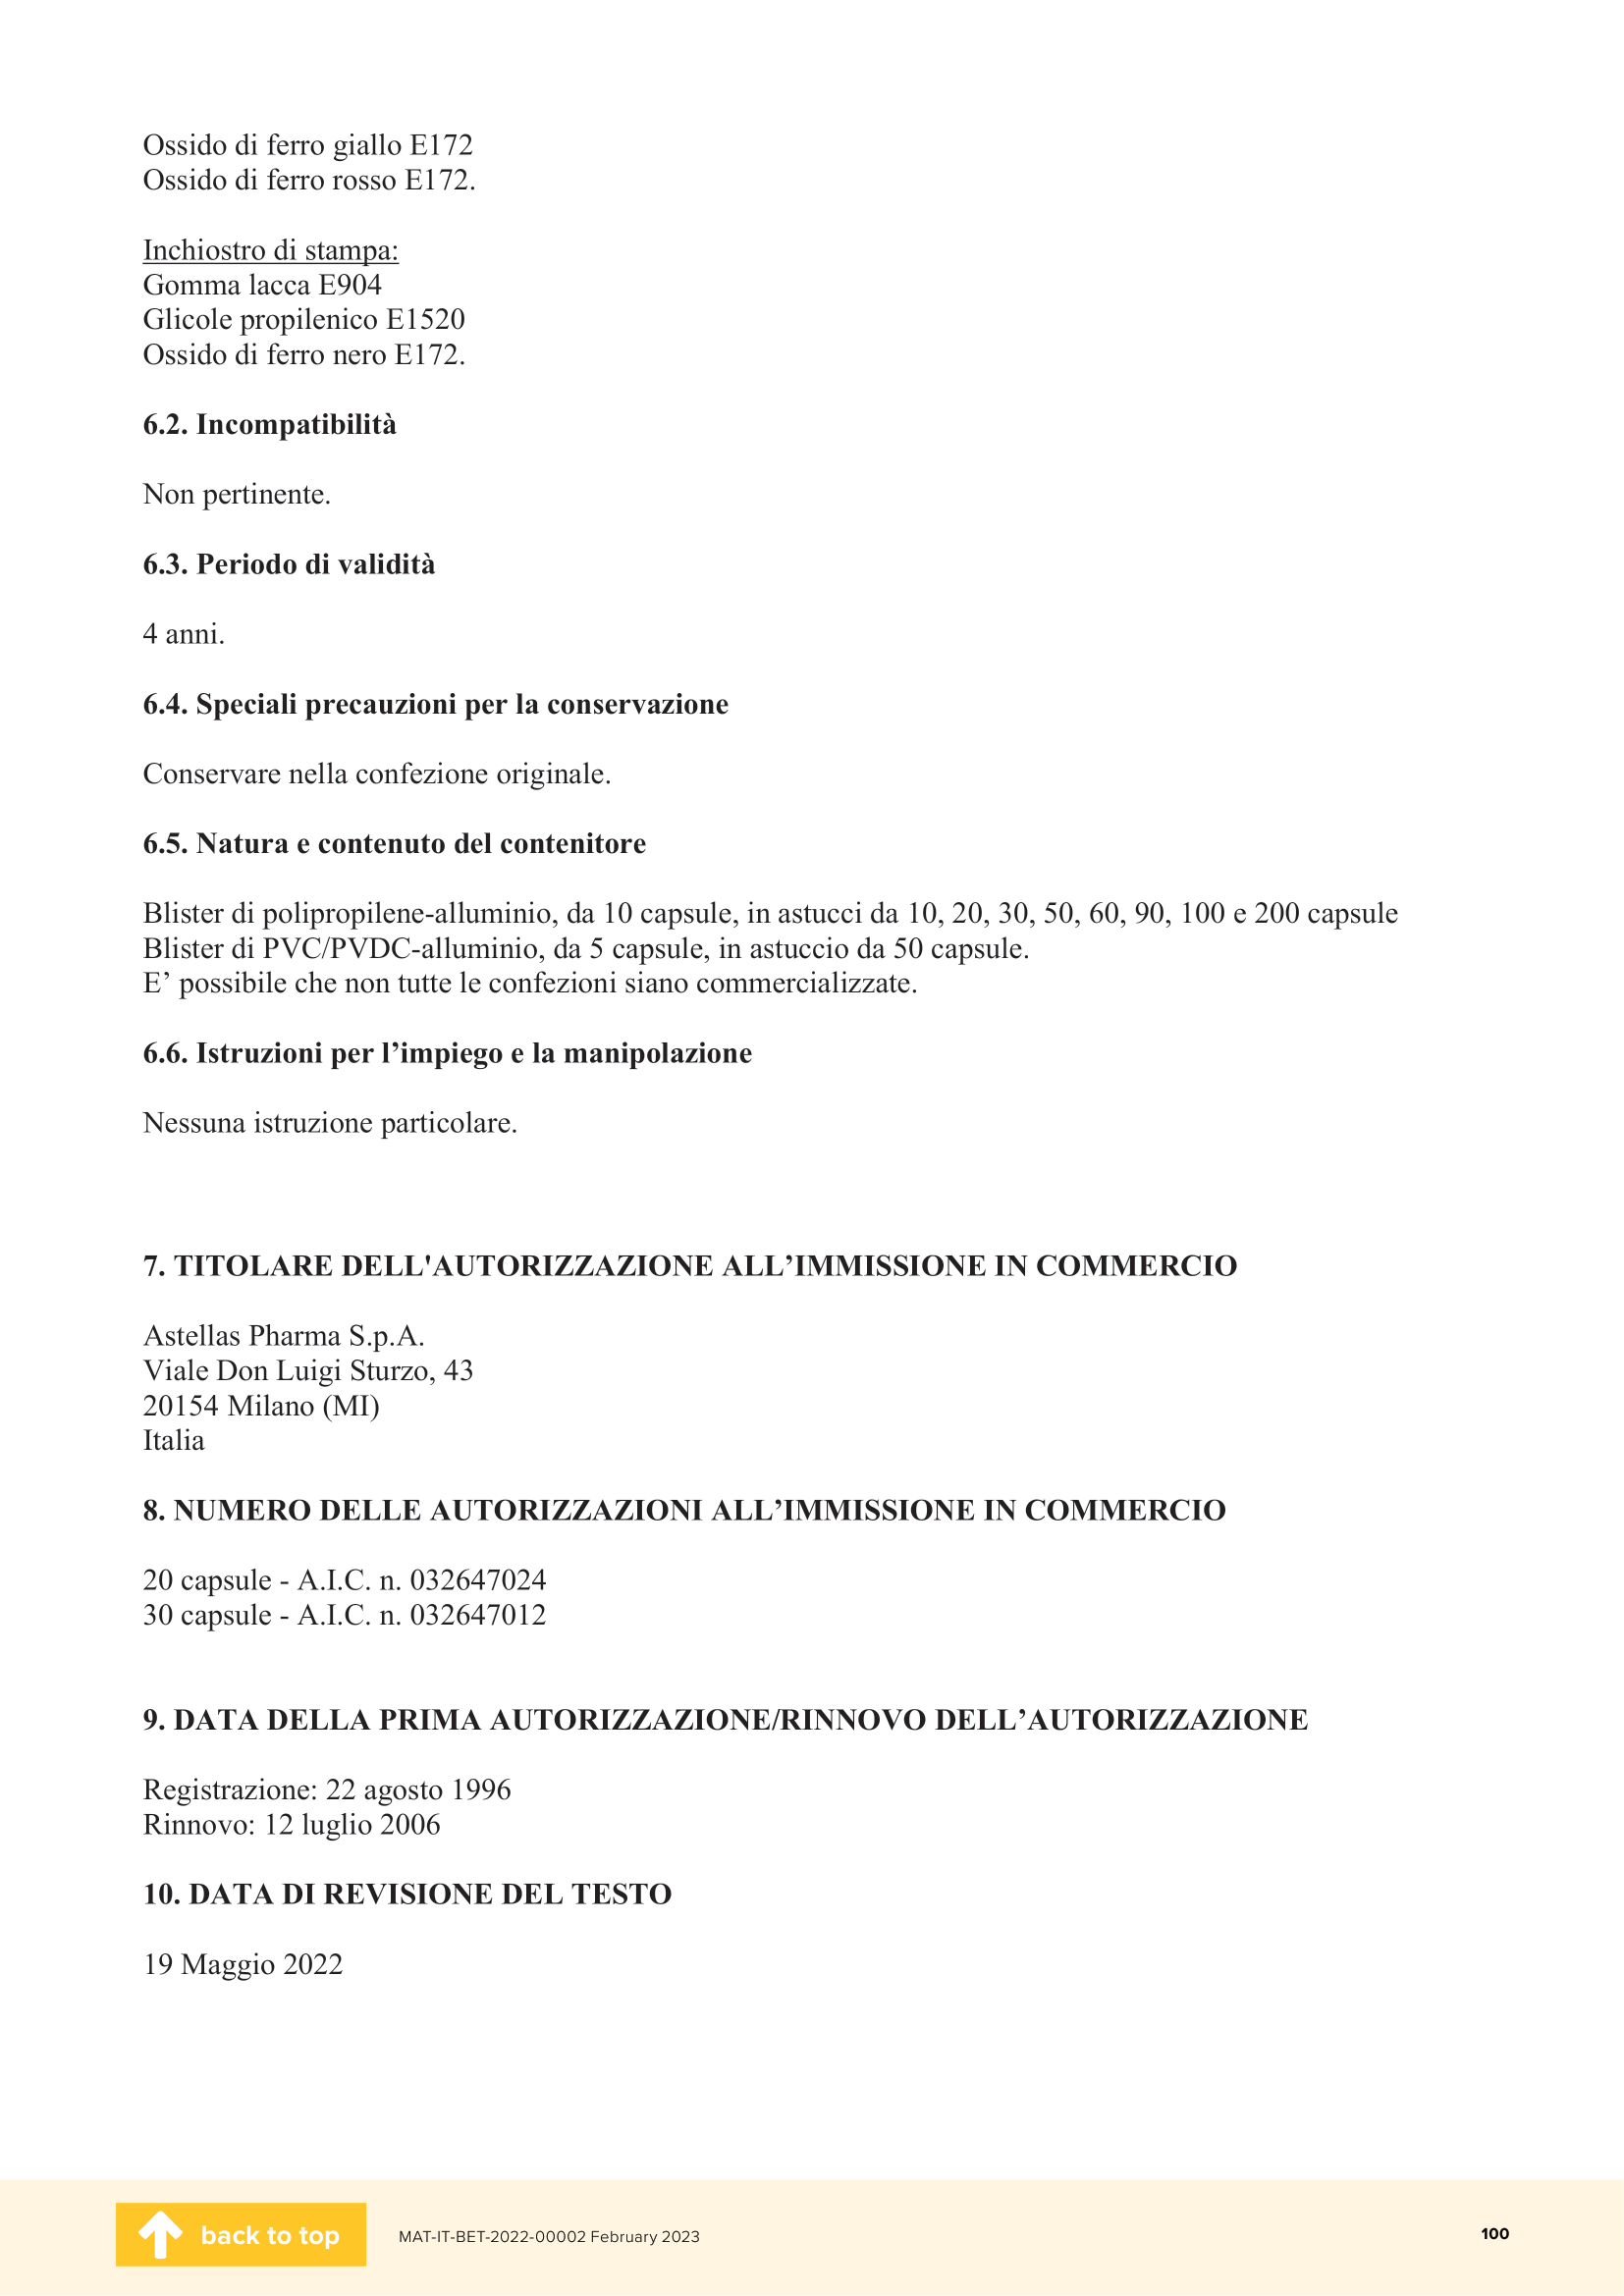 Ossido di ferro giallo E172
Ossido di ferro rosso E172.
Inchiostro di stampa:
Gomma lacca E904
Glicole propilenico E1520
Ossido di ferro nero E172.
6.2. Incompatibilità
Non pertinente.
6.3. Periodo di validità
4 anni.
6.4. Speciali precauzioni per la conservazione
Conservare nella confezione originale.
6.5. Natura e contenuto del contenitore
Blister di polipropilene-alluminio, da 10 capsule, in astucci da 10, 20, 30, 50, 60, 90, 100 e 200 capsule
Blister di PVC/PVDC-alluminio, da 5 capsule, in astuccio da 50 capsule.
E’ possibile che non tutte le confezioni siano commercializzate.
6.6. Istruzioni per l’impiego e la manipolazione
Nessuna istruzione particolare.
7. TITOLARE DELL'AUTORIZZAZIONE ALL’IMMISSIONE IN COMMERCIO
Astellas Pharma S.p.A.
Viale Don Luigi Sturzo, 43
20154 Milano (MI)
Italia
8. NUMERO DELLE AUTORIZZAZIONI ALL’IMMISSIONE IN COMMERCIO
20 capsule - A.I.C. n. 032647024
30 capsule - A.I.C. n. 032647012
9. DATA DELLA PRIMA AUTORIZZAZIONE/RINNOVO DELL’AUTORIZZAZIONE
Registrazione: 22 agosto 1996
Rinnovo: 12 luglio 2006
10. DATA DI REVISIONE DEL TESTO
19 Maggio 2022
back to top
MAT-IT-BET-2022-00002 February 2023
100